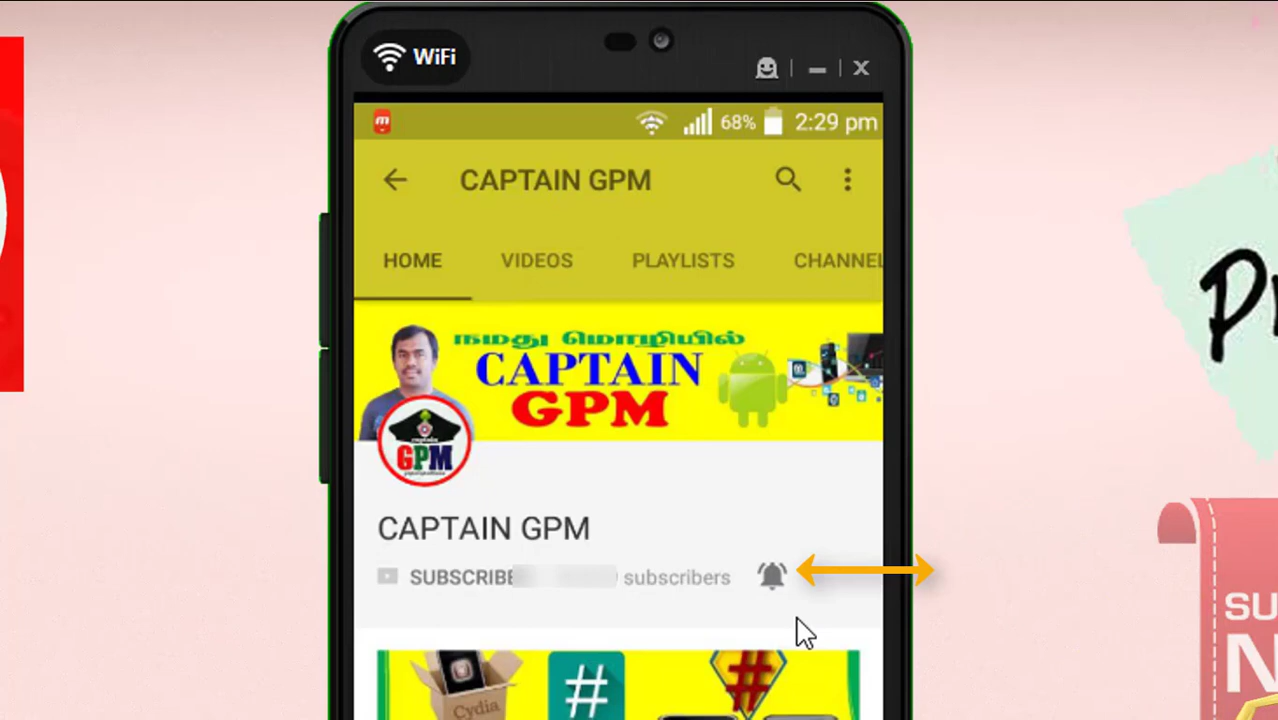 WiFi
68% 2:29 pm
CAPTAIN GPM
HOME VIDEOS PLAYLISTS CHANNEL
நமது மொழியில்
CAPTAIN
GPM
GPM
CAPTAIN GPM
SUBSCRIBE subscribers
Cydia
#
#